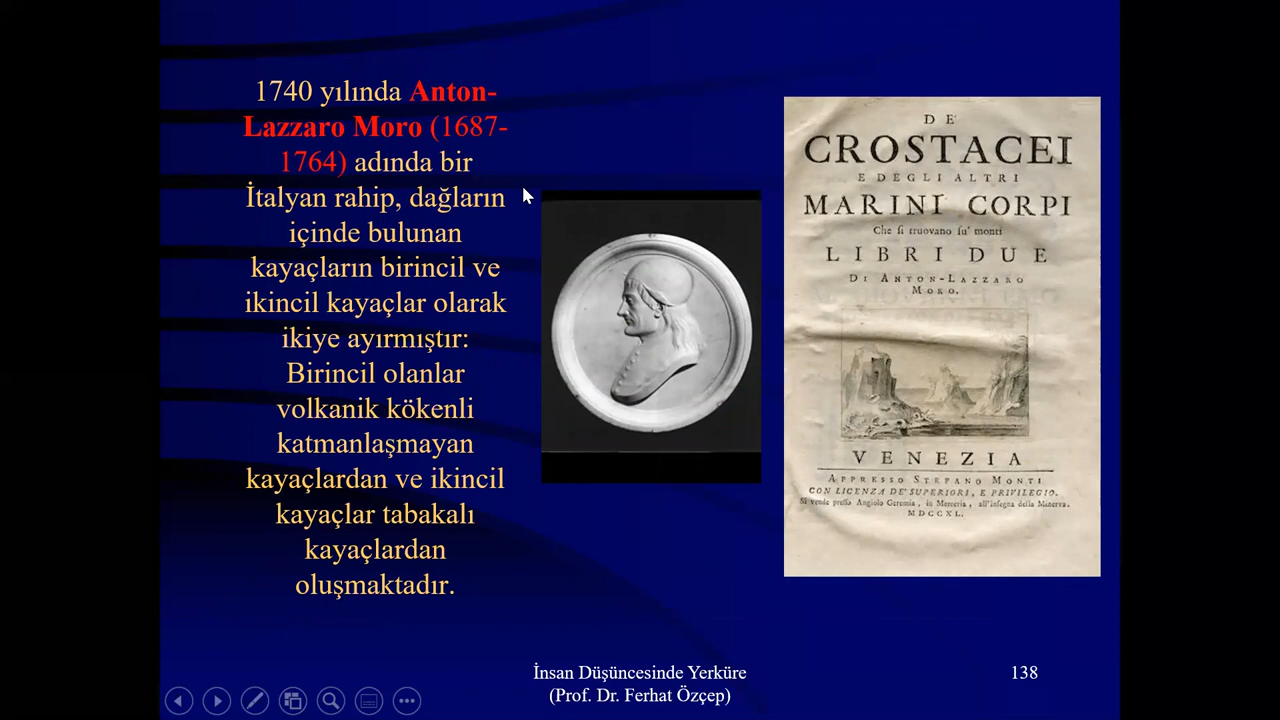 1740 yılında Anton-
Lazzaro Moro (1687-
1764) adında bir
İtalyan rahip, dağların
içinde bulunan
kayaçların birincil ve
ikincil kayaçlar olarak
ikiye ayırmıştır:
Birincil olanlar
volkanik kökenli
katmanlaşmayan
kayaçlardan ve ikincil
kayaçlar tabakalı
kayaçlardan
oluşmaktadır.
DE'
CROSTACEI
E DEGLI ALTRI
MARINI CORPI
Che si truovano su' monti
LIBRI DUE
DI ANTON-LAZZARO
MORO.
VENEZIA
APPRESSO STEFANO MONTI
CON LICENZA DE' SUPERIORI, E PRIVILEGIO.
Si vende presso Angiolo Geremia, in Merceria, all'insegna della Minerva.
MDCCXL.
İnsan Düşüncesinde Yerküre
(Prof. Dr. Ferhat Özçep)
138